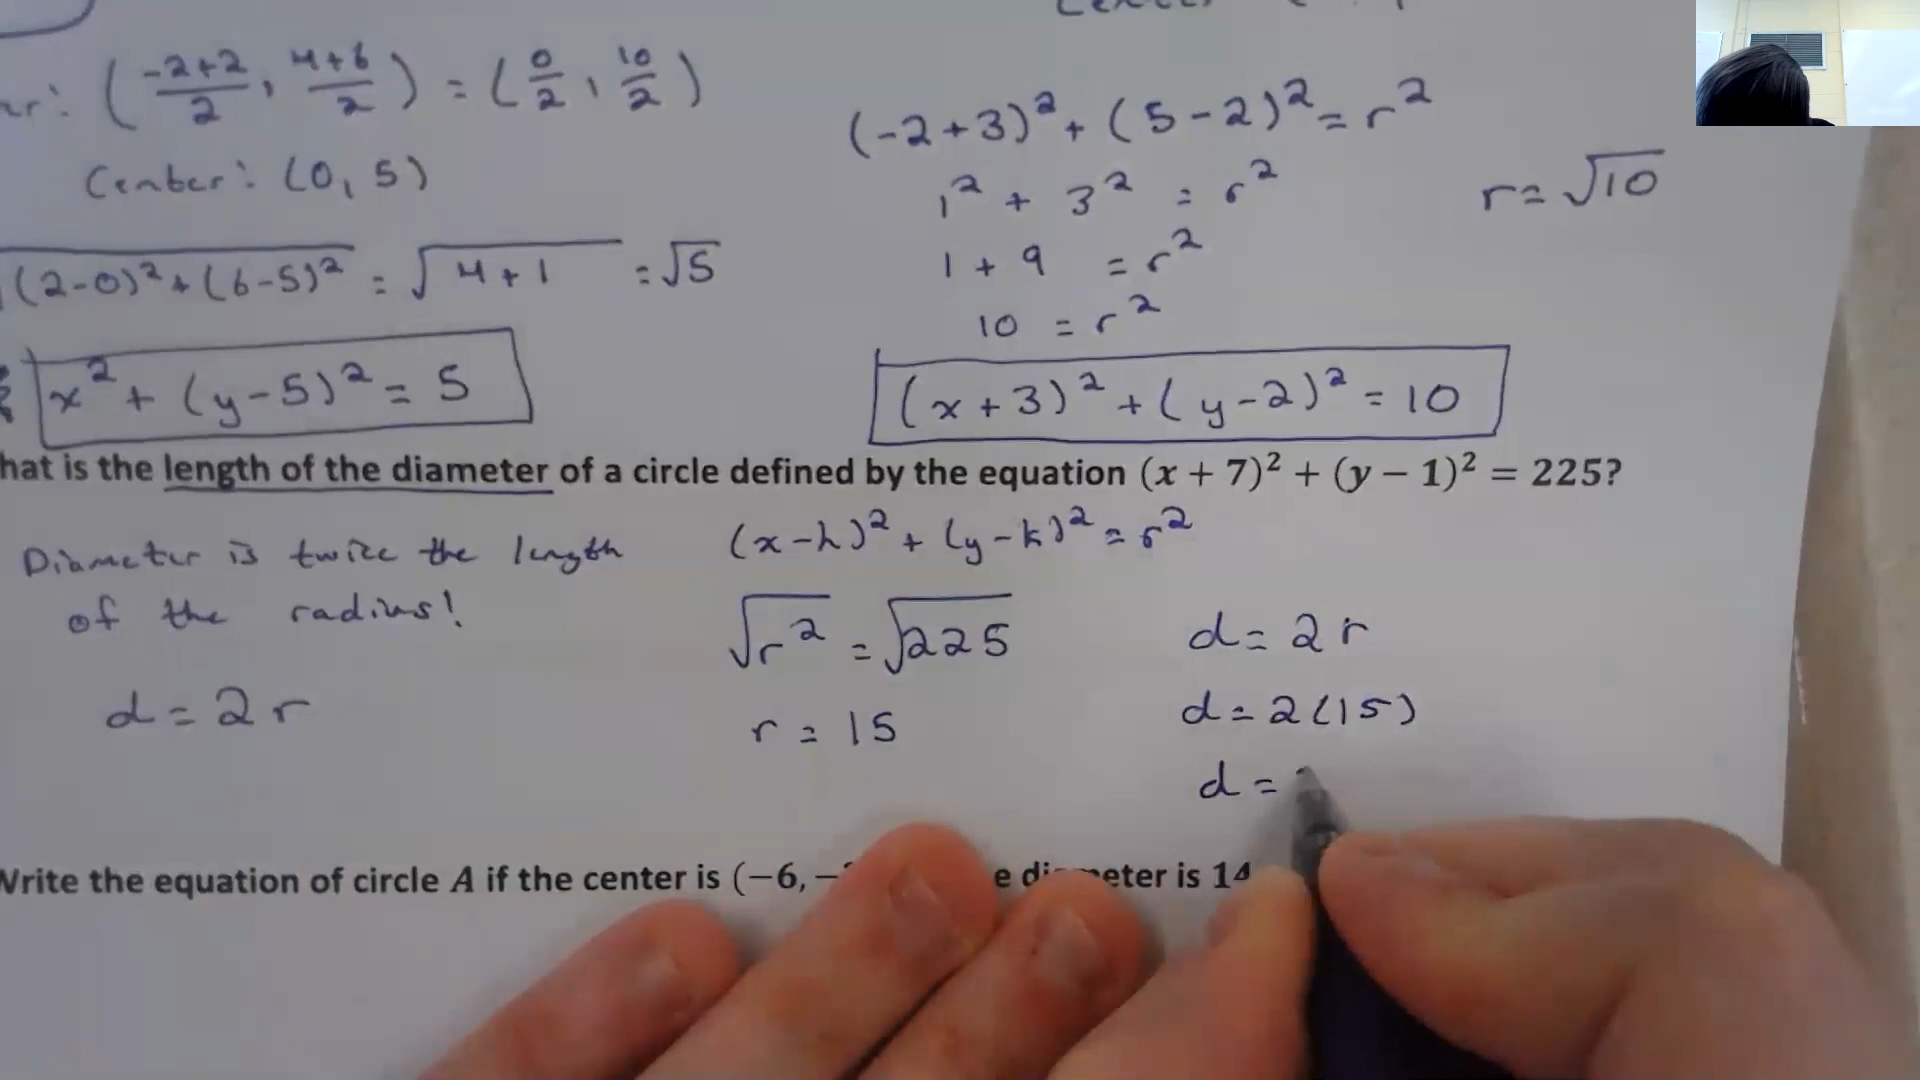 (-2+2/2, 4+6/2) = (0/2, 10/2)
Center: (0, 5)
(2-0)² + (6-5)² = √4+1 = √5
x² + (y-5)² = 5
(-2+3)² + (5-2)² = r²
1² + 3² = r²
r = √10
1 + 9 = r²
10 = r²
(x+3)² + (y-2)² = 10
hat is the length of the diameter of a circle defined by the equation (x + 7)² + (y − 1)² = 225?
Diameter is twice the length
of the radius!
d = 2r
(x-h)² + (y-k)² = r²
√r² = √225
r = 15
d = 2r
d = 2(15)
d =
Write the equation of circle A if the center is (−6, − diameter is 14